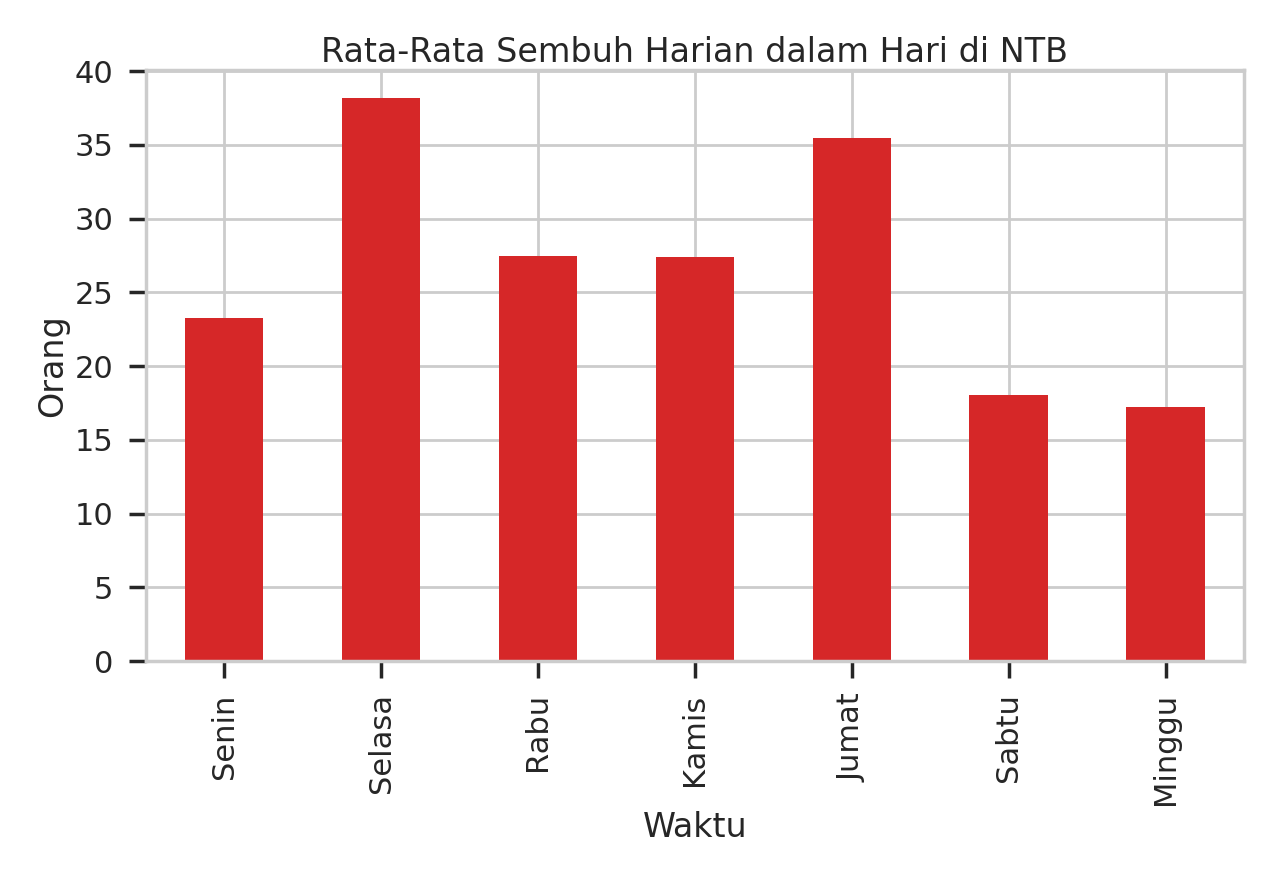 Rata-Rata Sembuh Harian dalam Hari di NTB
40
35
30
25
20
15
10
5
0
Orang
Senin
Selasa
Rabu
Kamis
Jumat
Sabtu
Minggu
Waktu